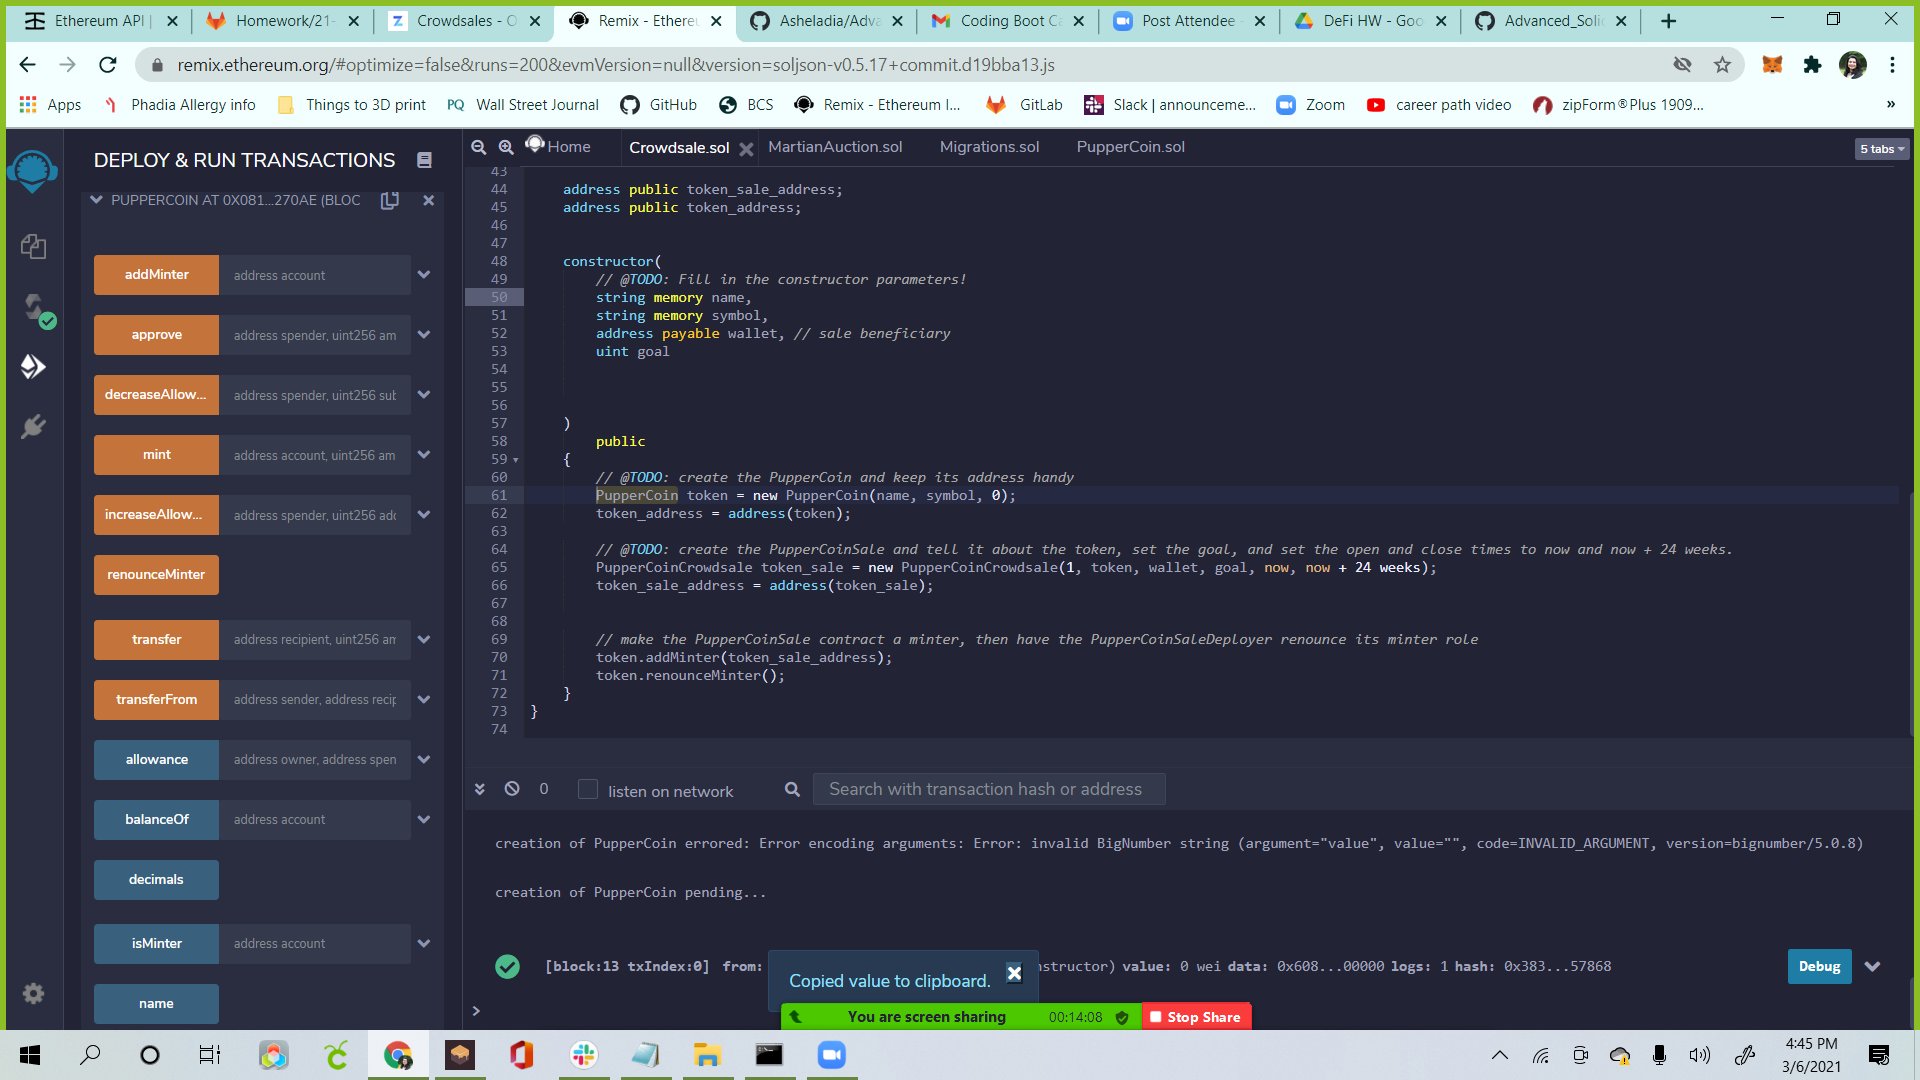 Ethereum API |
Homework/21-
Crowdsales - O
Remix - Ethere
Asheladia/Adva
Coding Boot C
Post Attendee -
DeFi HW - Goo
Advanced_Soli
remix.ethereum.org/#optimize=false&runs=200&evmVersion=null&version=soljson-v0.5.17+commit.d19bba13.js
Apps
Phadia Allergy info
Things to 3D print
PQ Wall Street Journal
GitHub
BCS
Remix - Ethereum I...
GitLab
Slack | announceme...
Zoom
career path video
zipForm®Plus 1909...
»
DEPLOY & RUN TRANSACTIONS
PUPPERCOIN AT 0X081...270AE (BLOC
addMinter address account
approve address spender, uint256 am
decreaseAllow... address spender, uint256 sub
mint address account, uint256 am
increaseAllow... address spender, uint256 add
renounceMinter
transfer address recipient, uint256 am
transferFrom address sender, address recip
allowance address owner, address spen
balanceOf address account
decimals
isMinter address account
name
Home
Crowdsale.sol
MartianAuction.sol
Migrations.sol
PupperCoin.sol
5 tabs
43
44 address public token_sale_address;
45 address public token_address;
46
47
48 constructor(
49 // @TODO: Fill in the constructor parameters!
50 string memory name,
51 string memory symbol,
52 address payable wallet, // sale beneficiary
53 uint goal
54
55
56
57 )
58 public
59 {
60 // @TODO: create the PupperCoin and keep its address handy
61 PupperCoin token = new PupperCoin(name, symbol, 0);
62 token_address = address(token);
63
64 // @TODO: create the PupperCoinSale and tell it about the token, set the goal, and set the open and close times to now and now + 24 weeks.
65 PupperCoinCrowdsale token_sale = new PupperCoinCrowdsale(1, token, wallet, goal, now, now + 24 weeks);
66 token_sale_address = address(token_sale);
67
68
69 // make the PupperCoinSale contract a minter, then have the PupperCoinSaleDeployer renounce its minter role
70 token.addMinter(token_sale_address);
71 token.renounceMinter();
72 }
73 }
74
0
listen on network
Search with transaction hash or address
creation of PupperCoin errored: Error encoding arguments: Error: invalid BigNumber string (argument="value", value="", code=INVALID_ARGUMENT, version=bignumber/5.0.8)
creation of PupperCoin pending...
[block:13 txIndex:0] from: nstructor) value: 0 wei data: 0x608...00000 logs: 1 hash: 0x383...57868
Debug
Copied value to clipboard.
>
You are screen sharing 00:14:08 Stop Share
4:45 PM
3/6/2021